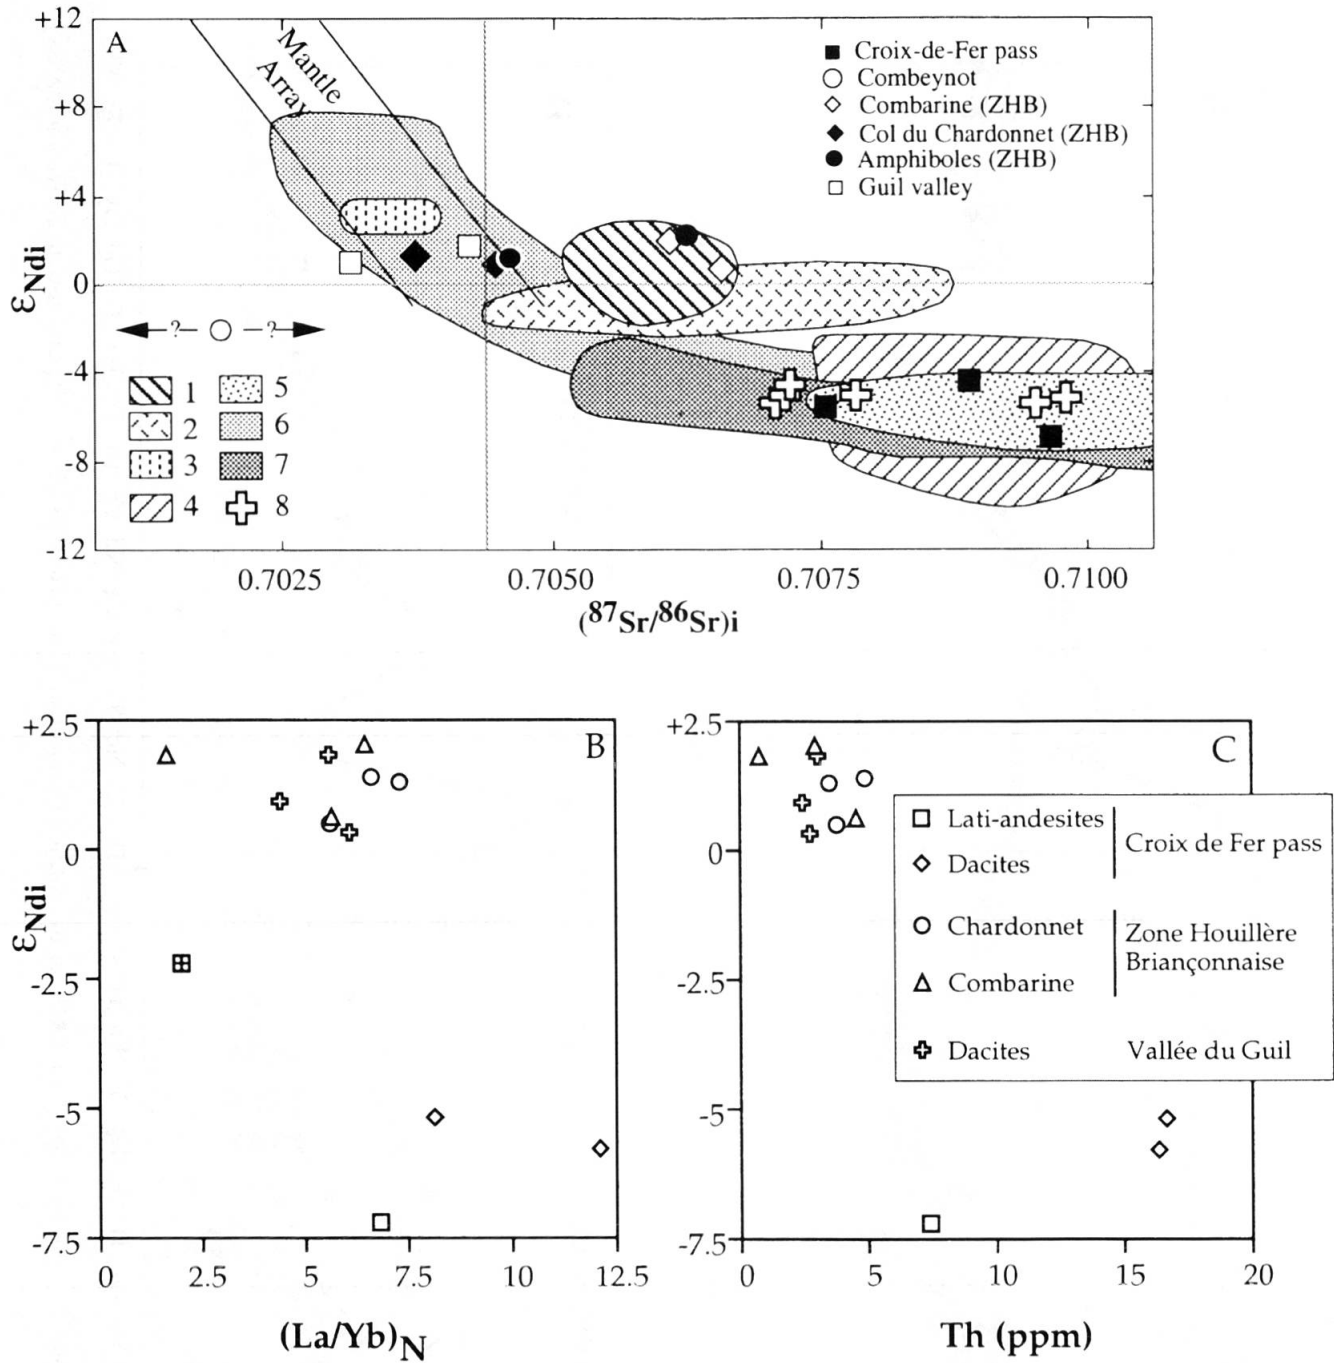 A
Mantle
Array
+12
+8
+4
0
-4
-8
-12
εNdi
Croix-de-Fer pass
Combeynot
Combarine (ZHB)
Col du Chardonnet (ZHB)
Amphiboles (ZHB)
Guil valley
? ?
1 5
2 6
3 7
4 8
0.7025 0.7050 0.7075 0.7100
(87Sr/86Sr)i
B
+2.5
0
-2.5
-5
-7.5
εNdi
0 2.5 5 7.5 10 12.5
(La/Yb)N
C
+2.5
0
-2.5
-5
-7.5
Lati-andesites
Dacites
Croix de Fer pass
Chardonnet
Combarine
Zone Houillère
Briançonnaise
Dacites Vallée du Guil
0 5 10 15 20
Th (ppm)